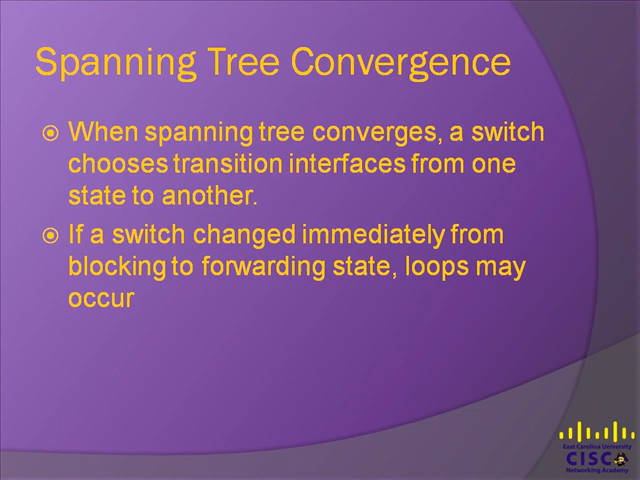 Spanning Tree Convergence
When spanning tree converges, a switch
chooses transition interfaces from one
state to another.
If a switch changed immediately from
blocking to forwarding state, loops may
occur
East Carolina University
CISC
Networking Academy